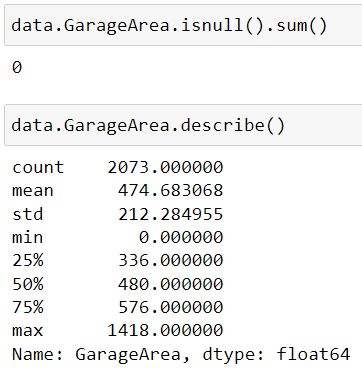 data.GarageArea.isnull().sum()
0
data.GarageArea.describe()
count    2073.000000
mean      474.683068
std       212.284955
min         0.000000
25%       336.000000
50%       480.000000
75%       576.000000
max      1418.000000
Name: GarageArea, dtype: float64